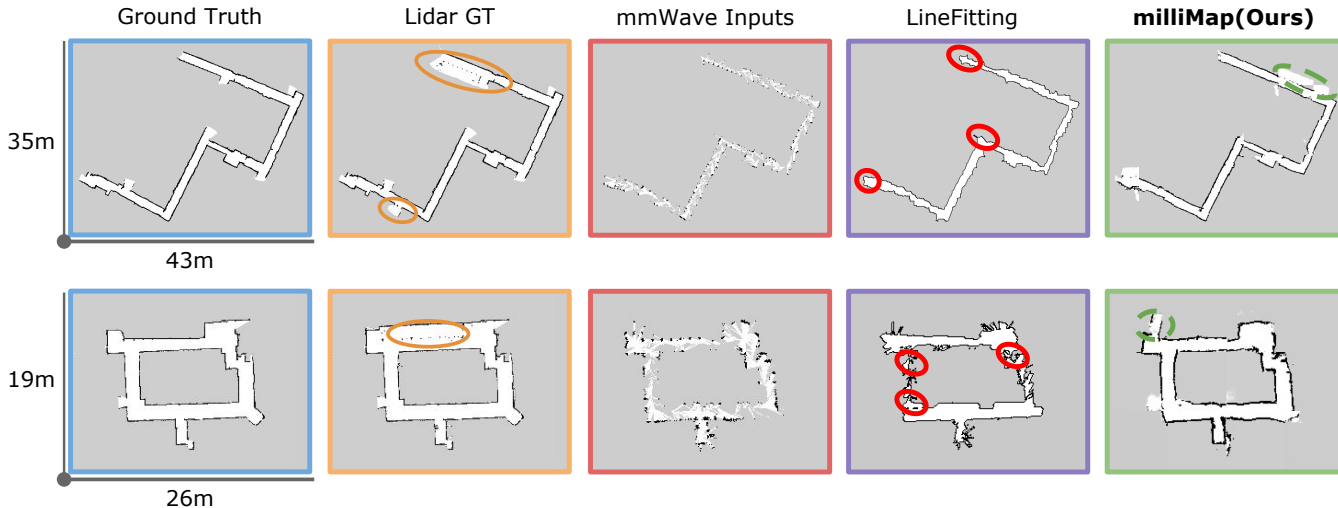 Ground Truth
Lidar GT
mmWave Inputs
LineFitting
milliMap(Ours)
35m
43m
19m
26m